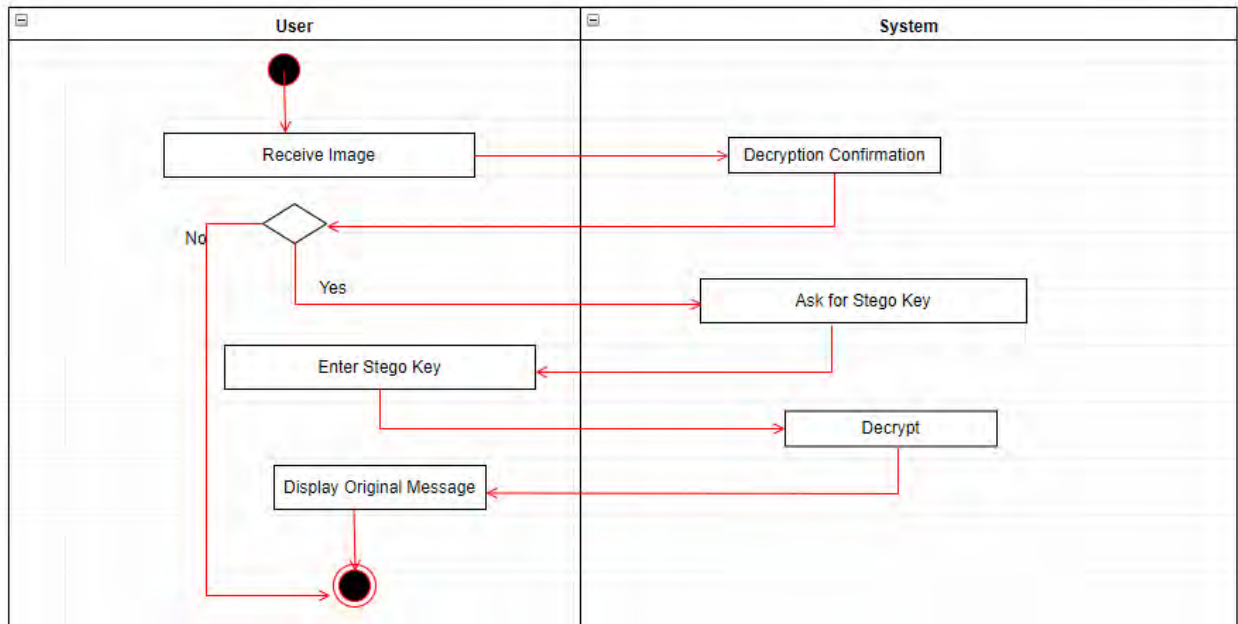 User
System
Receive Image
Decryption Confirmation
No
Yes
Ask for Stego Key
Enter Stego Key
Decrypt
Display Original Message